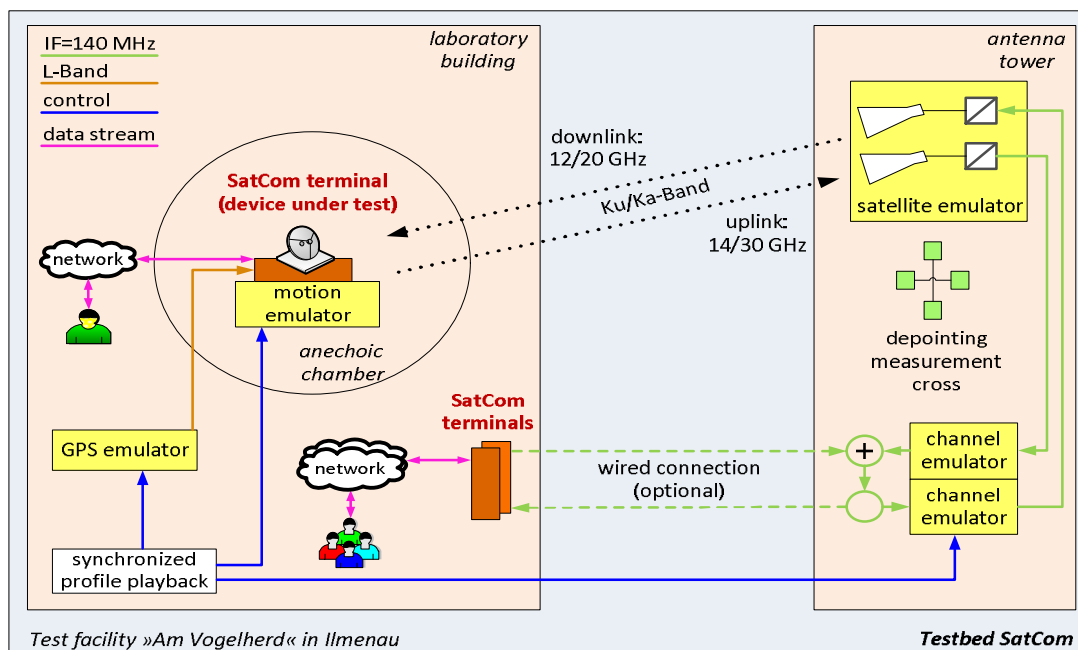 IF=140 MHz
L-Band
control
data stream
laboratory
building
antenna
tower
downlink:
12/20 GHz
Ku/Ka-Band
uplink:
14/30 GHz
satellite emulator
SatCom terminal
(device under test)
network
motion
emulator
anechoic
chamber
depointing
measurement
cross
SatCom
terminals
GPS emulator
network
wired connection
(optional)
+
channel
emulator
channel
emulator
synchronized
profile playback
Test facility »Am Vogelherd« in Ilmenau
Testbed SatCom